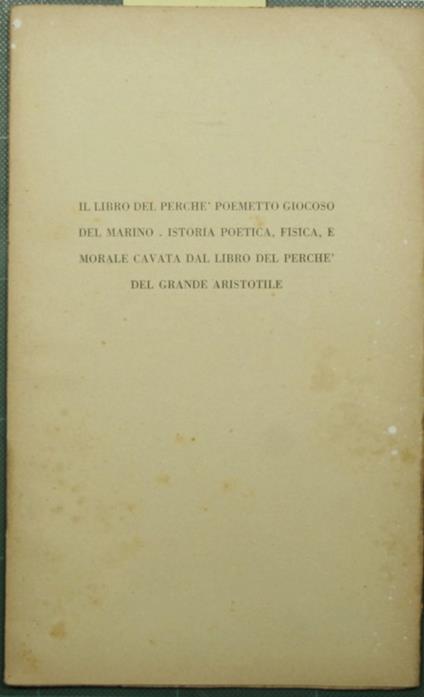 IL LIBRO DEL PERCHE' POEMETTO GIOCOSO
DEL MARINO . ISTORIA POETICA, FISICA, E
MORALE CAVATA DAL LIBRO DEL PERCHE'
DEL GRANDE ARISTOTILE